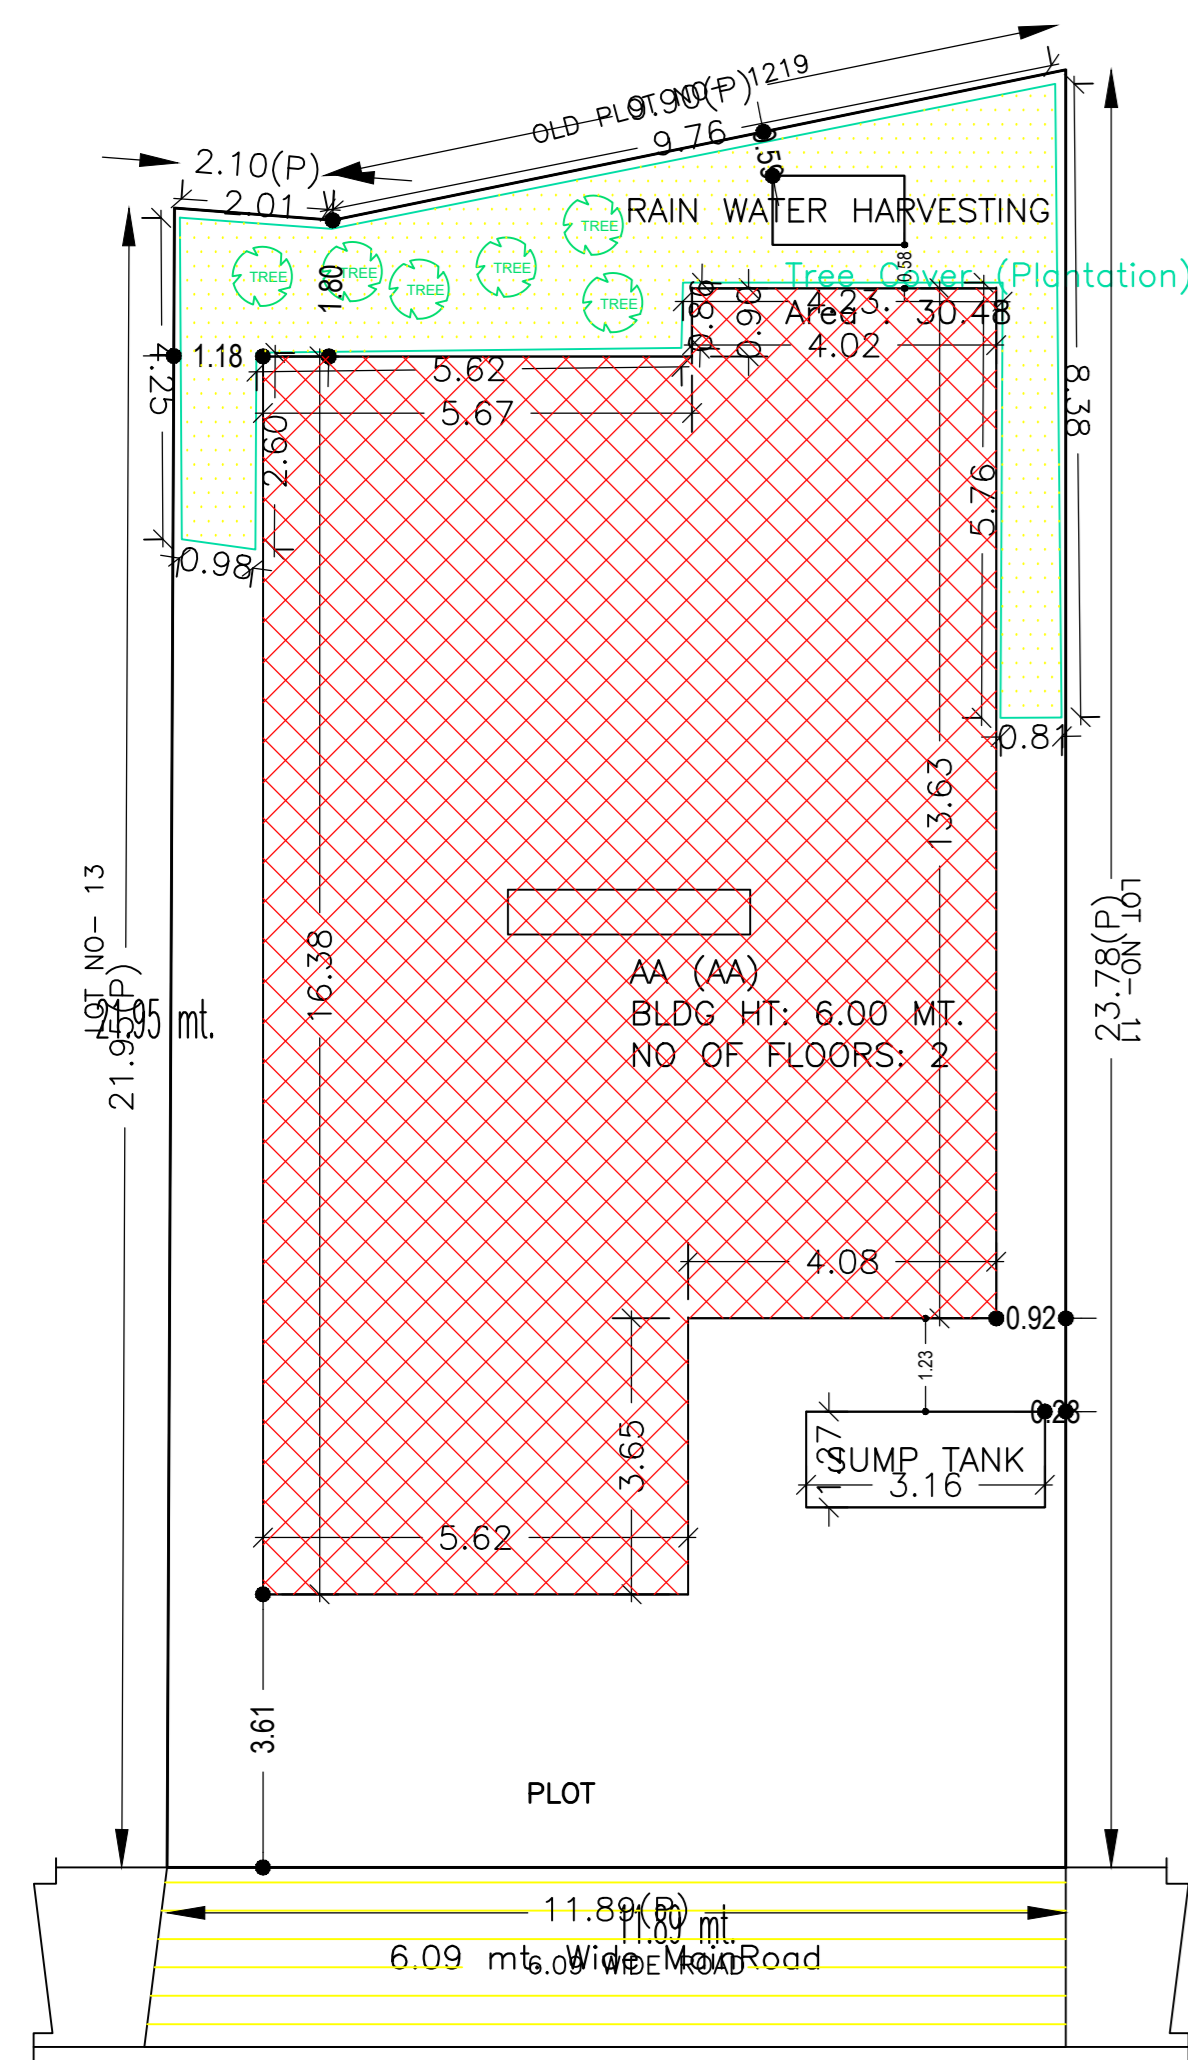 OLD PLOT NO- 1219
9.90(P)
9.76
2.10(P)
2.01
0.59
RAIN WATER HARVESTING
TREE
TREE
TREE
TREE
TREE
TREE
1.80
0.58
Tree Cover (Plantation)
Area : 30.48
4.23
4.02
0.90
1.18
4.25
5.62
5.67
2.60
0.98
8.38
5.76
0.81
13.63
16.38
LOT NO- 13
21.95(P)
21.95 mt.
LOT NO- 11
23.78(P)
AA (AA)
BLDG HT: 6.00 MT.
NO OF FLOORS: 2
4.08
0.92
1.23
0.28
3.65
1.27
SUMP TANK
3.16
5.62
3.61
PLOT
11.89(P)
11.89 mt.
6.09 mt. Wide MainRoad
6.09 WIDE ROAD